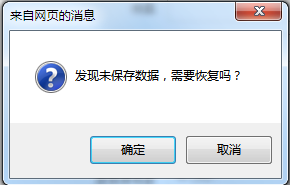 来自网页的消息
发现未保存数据，需要恢复吗？
确定
取消